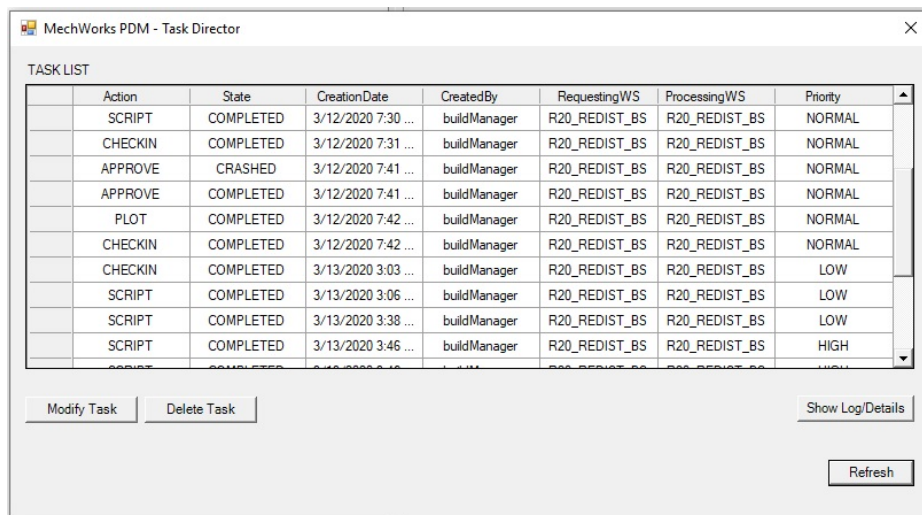 MechWorks PDM - Task Director
TASK LIST
Action State CreationDate CreatedBy RequestingWS ProcessingWS Priority
SCRIPT COMPLETED 3/12/2020 7:30 ... buildManager R20_REDIST_BS R20_REDIST_BS NORMAL
CHECKIN COMPLETED 3/12/2020 7:31 ... buildManager R20_REDIST_BS R20_REDIST_BS NORMAL
APPROVE CRASHED 3/12/2020 7:41 ... buildManager R20_REDIST_BS R20_REDIST_BS NORMAL
APPROVE COMPLETED 3/12/2020 7:41 ... buildManager R20_REDIST_BS R20_REDIST_BS NORMAL
PLOT COMPLETED 3/12/2020 7:42 ... buildManager R20_REDIST_BS R20_REDIST_BS NORMAL
CHECKIN COMPLETED 3/12/2020 7:42 ... buildManager R20_REDIST_BS R20_REDIST_BS NORMAL
CHECKIN COMPLETED 3/13/2020 3:03 ... buildManager R20_REDIST_BS R20_REDIST_BS LOW
SCRIPT COMPLETED 3/13/2020 3:06 ... buildManager R20_REDIST_BS R20_REDIST_BS LOW
SCRIPT COMPLETED 3/13/2020 3:38 ... buildManager R20_REDIST_BS R20_REDIST_BS LOW
SCRIPT COMPLETED 3/13/2020 3:46 ... buildManager R20_REDIST_BS R20_REDIST_BS HIGH
Modify Task Delete Task Show Log/Details
Refresh